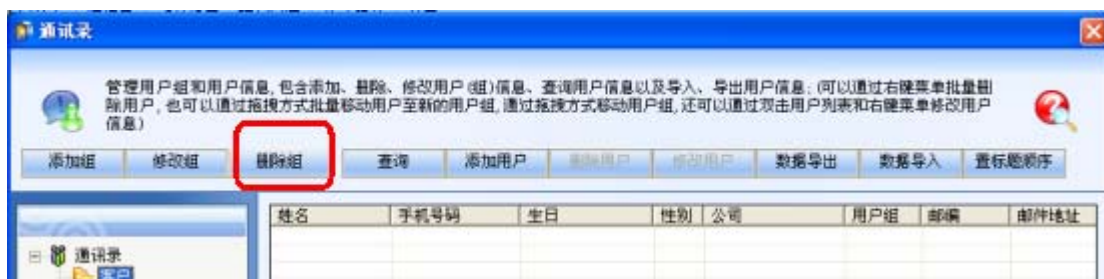 通讯录
管理用户组和用户信息,包含添加、删除、修改用户(组)信息、查询用户信息以及导入、导出用户信息;(可以通过右键菜单批量删
除用户,也可以通过拖拽方式批量移动用户至新的用户组,通过拖拽方式移动用户组,还可以通过双击用户列表和右键菜单修改用户
信息)
添加组 修改组 删除组 查询 添加用户 删除用户 修改用户 数据导出 数据导入 置标题顺序
姓名 手机号码 生日 性别 公司 用户组 邮编 邮件地址
通讯录
客户